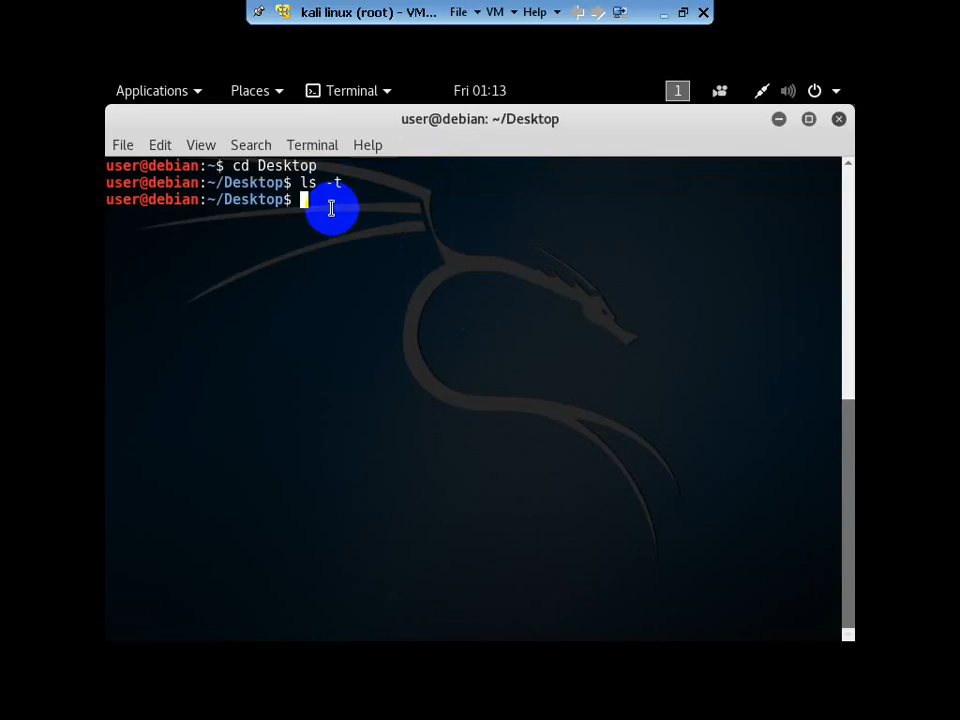 kali linux (root) - VM... File VM Help
Applications Places Terminal Fri 01:13 1
user@debian: ~/Desktop
File Edit View Search Terminal Help
user@debian:~$ cd Desktop
user@debian:~/Desktop$ ls -t
user@debian:~/Desktop$